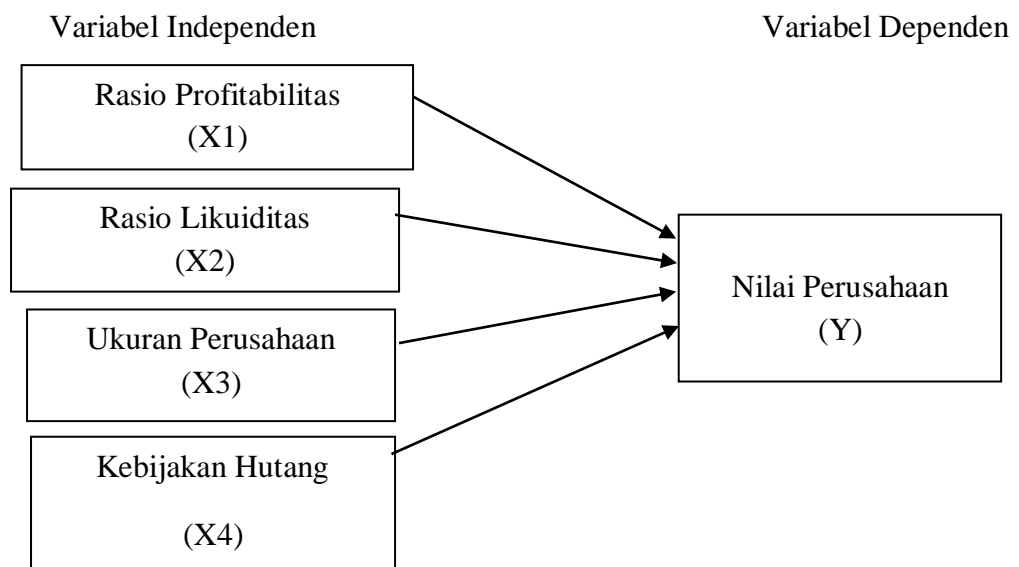 Variabel Independen
Variabel Dependen
Rasio Profitabilitas
(X1)
Rasio Likuiditas
(X2)
Ukuran Perusahaan
(X3)
Kebijakan Hutang
(X4)
Nilai Perusahaan
(Y)